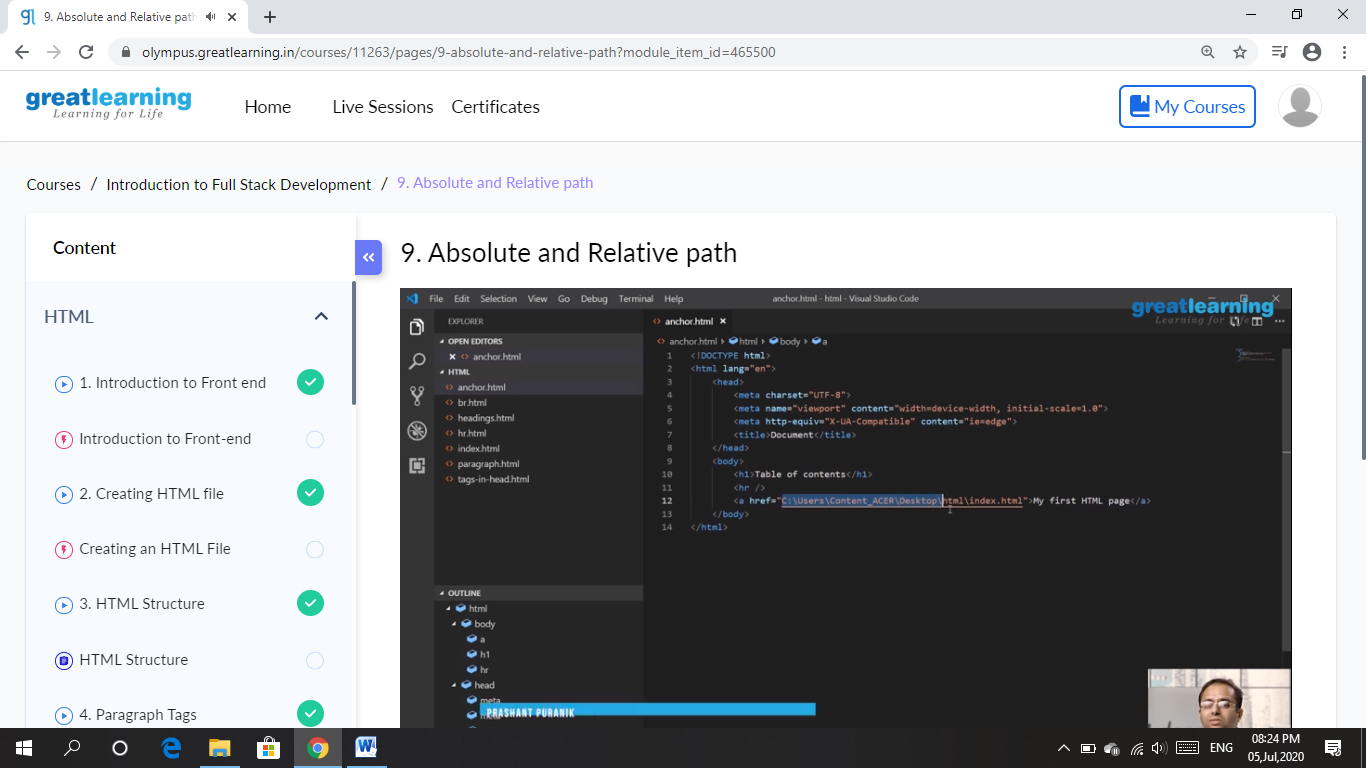 9. Absolute and Relative path
olympus.greatlearning.in/courses/11263/pages/9-absolute-and-relative-path?module_item_id=465500
greatlearning
Learning for Life
Home
Live Sessions
Certificates
My Courses
Courses / Introduction to Full Stack Development / 9. Absolute and Relative path
Content
HTML
1. Introduction to Front end
Introduction to Front-end
2. Creating HTML file
Creating an HTML File
3. HTML Structure
HTML Structure
4. Paragraph Tags
9. Absolute and Relative path
File Edit Selection View Go Debug Terminal Help
anchor.html - html - Visual Studio Code
greatlearning
Learning for Life
EXPLORER
OPEN EDITORS
anchor.html
HTML
anchor.html
br.html
headings.html
hr.html
index.html
paragraph.html
tags-in-head.html
OUTLINE
html
body
a
h1
hr
head
meta
meta
anchor.html
anchor.html > html > body > a
1 <!DOCTYPE html>
2 <html lang="en">
3 <head>
4 <meta charset="UTF-8">
5 <meta name="viewport" content="width=device-width, initial-scale=1.0">
6 <meta http-equiv="X-UA-Compatible" content="ie=edge">
7 <title>Document</title>
8 </head>
9 <body>
10 <h1>Table of contents</h1>
11 <hr />
12 <a href="C:\Users\Content_ACER\Desktop\html\index.html">My first HTML page</a>
13 </body>
14 </html>
PRASHANT PURANIK
ENG
08:24 PM
05,Jul,2020